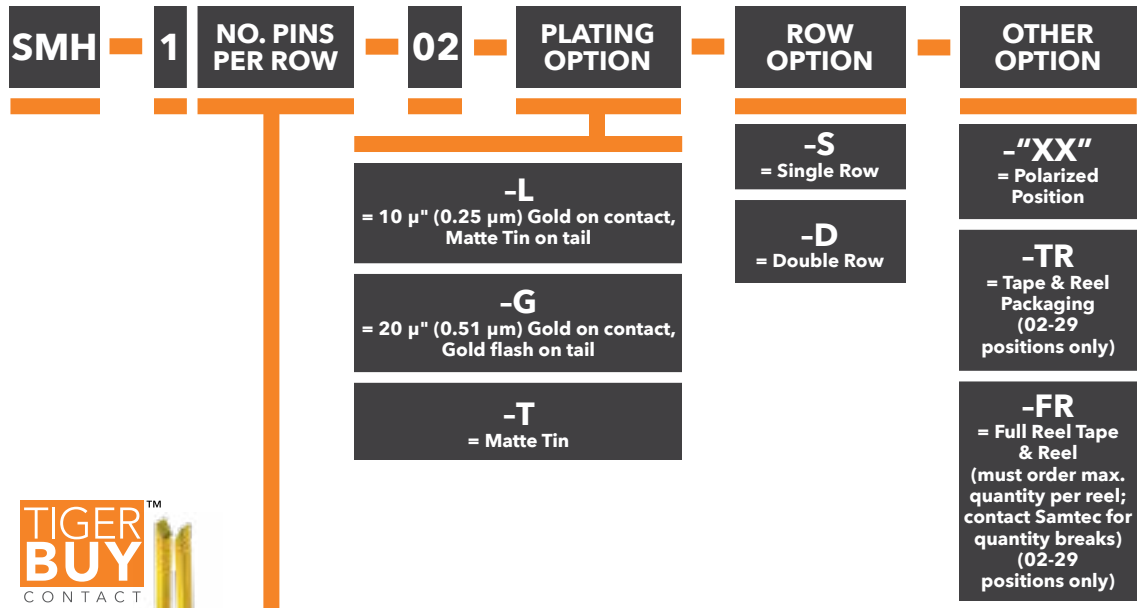 SMH
1
NO. PINS
PER ROW
02
PLATING
OPTION
ROW
OPTION
OTHER
OPTION
–L
= 10 µ" (0.25 µm) Gold on contact,
Matte Tin on tail
–G
= 20 µ" (0.51 µm) Gold on contact,
Gold flash on tail
–T
= Matte Tin
–S
= Single Row
–D
= Double Row
–“XX”
= Polarized
Position
–TR
= Tape & Reel
Packaging
(02-29
positions only)
–FR
= Full Reel Tape
& Reel
(must order max.
quantity per reel;
contact Samtec for
quantity breaks)
(02-29
positions only)
TIGER™
BUY
CONTACT